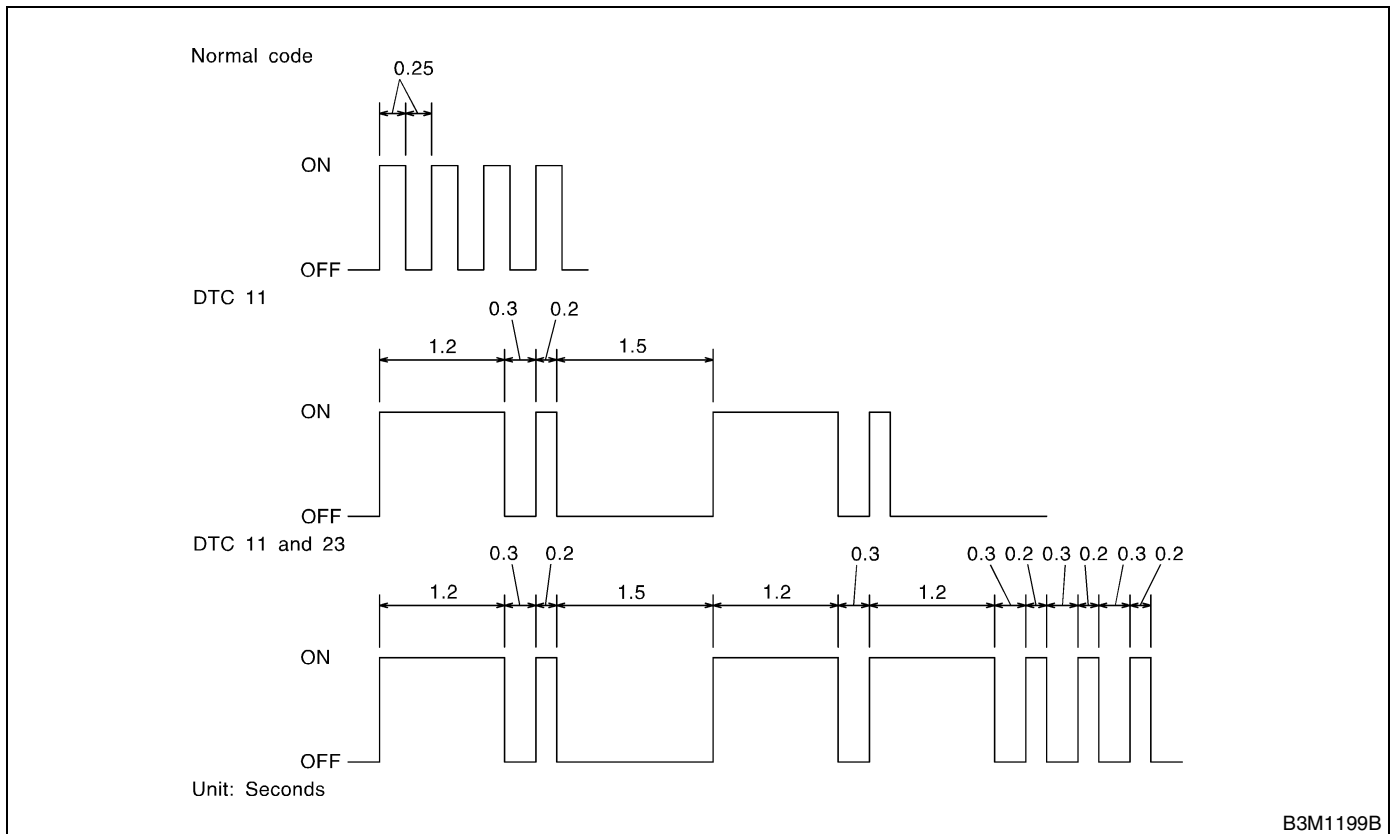 Normal code
0.25
ON
OFF
DTC 11
0.3 0.2
1.2 1.5
ON
OFF
DTC 11 and 23
0.3 0.2 0.3 0.3 0.2 0.3 0.2 0.3 0.2
1.2 1.5 1.2 1.2
ON
OFF
Unit: Seconds
B3M1199B